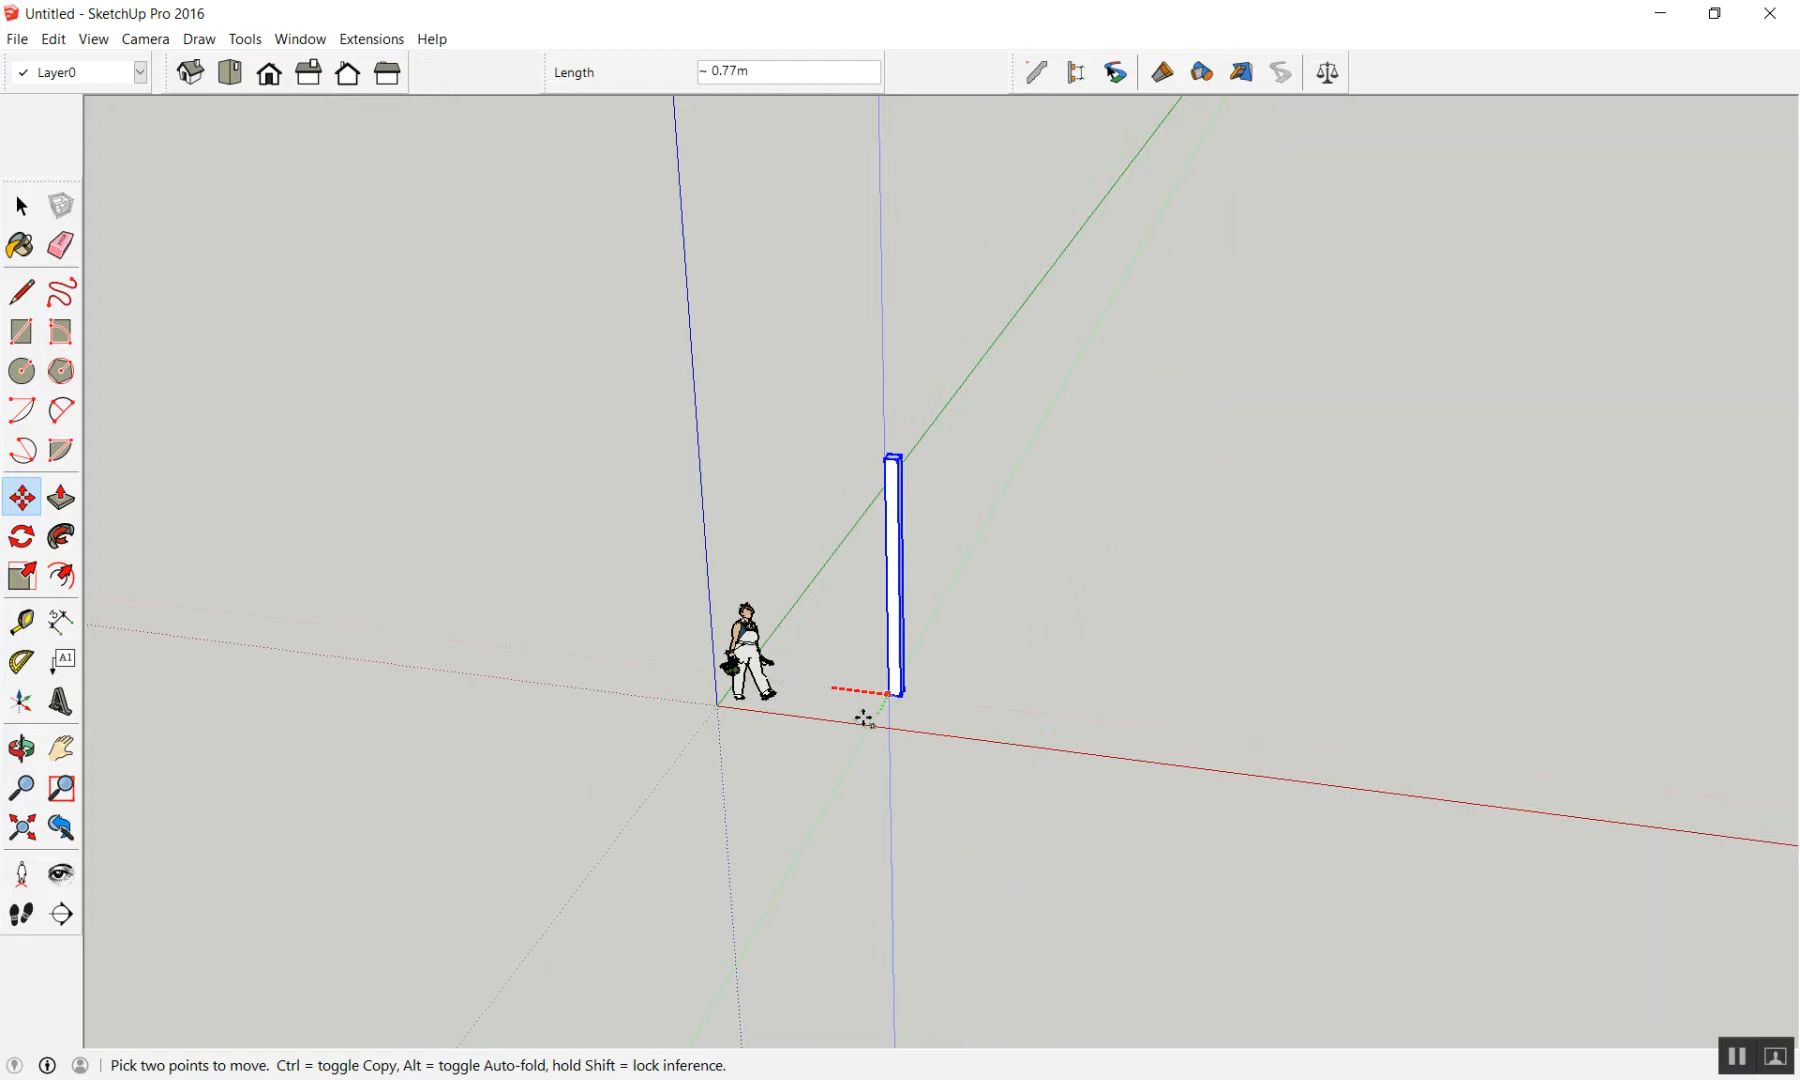 Untitled - SketchUp Pro 2016
File Edit View Camera Draw Tools Window Extensions Help
✓ Layer0
Length ~ 0.77m
A1
Pick two points to move. Ctrl = toggle Copy, Alt = toggle Auto-fold, hold Shift = lock inference.